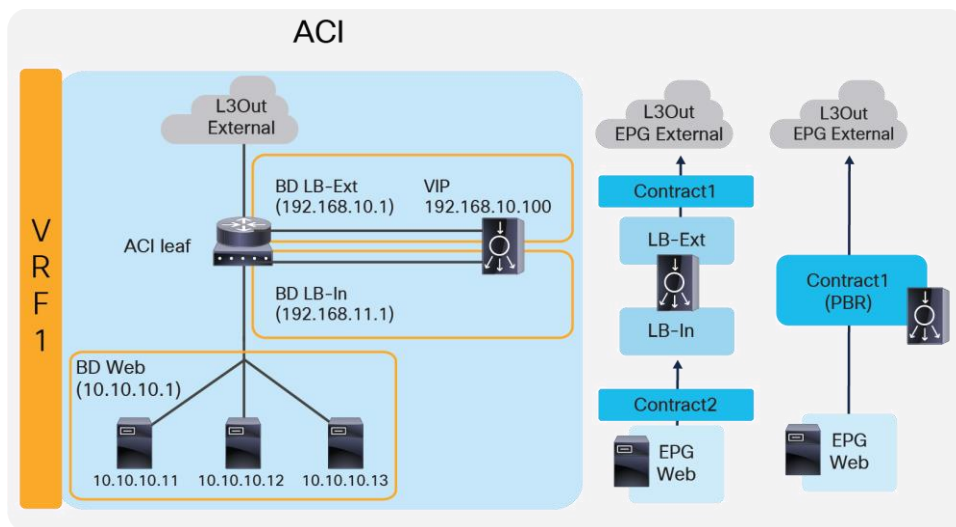 ACI
V
R
F
1
L3Out
External
BD LB-Ext
(192.168.10.1)
VIP
192.168.10.100
ACI leaf
BD LB-In
(192.168.11.1)
BD Web
(10.10.10.1)
10.10.10.11
10.10.10.12
10.10.10.13
L3Out
EPG External
Contract1
LB-Ext
LB-In
Contract2
EPG
Web
L3Out
EPG External
Contract1
(PBR)
EPG
Web